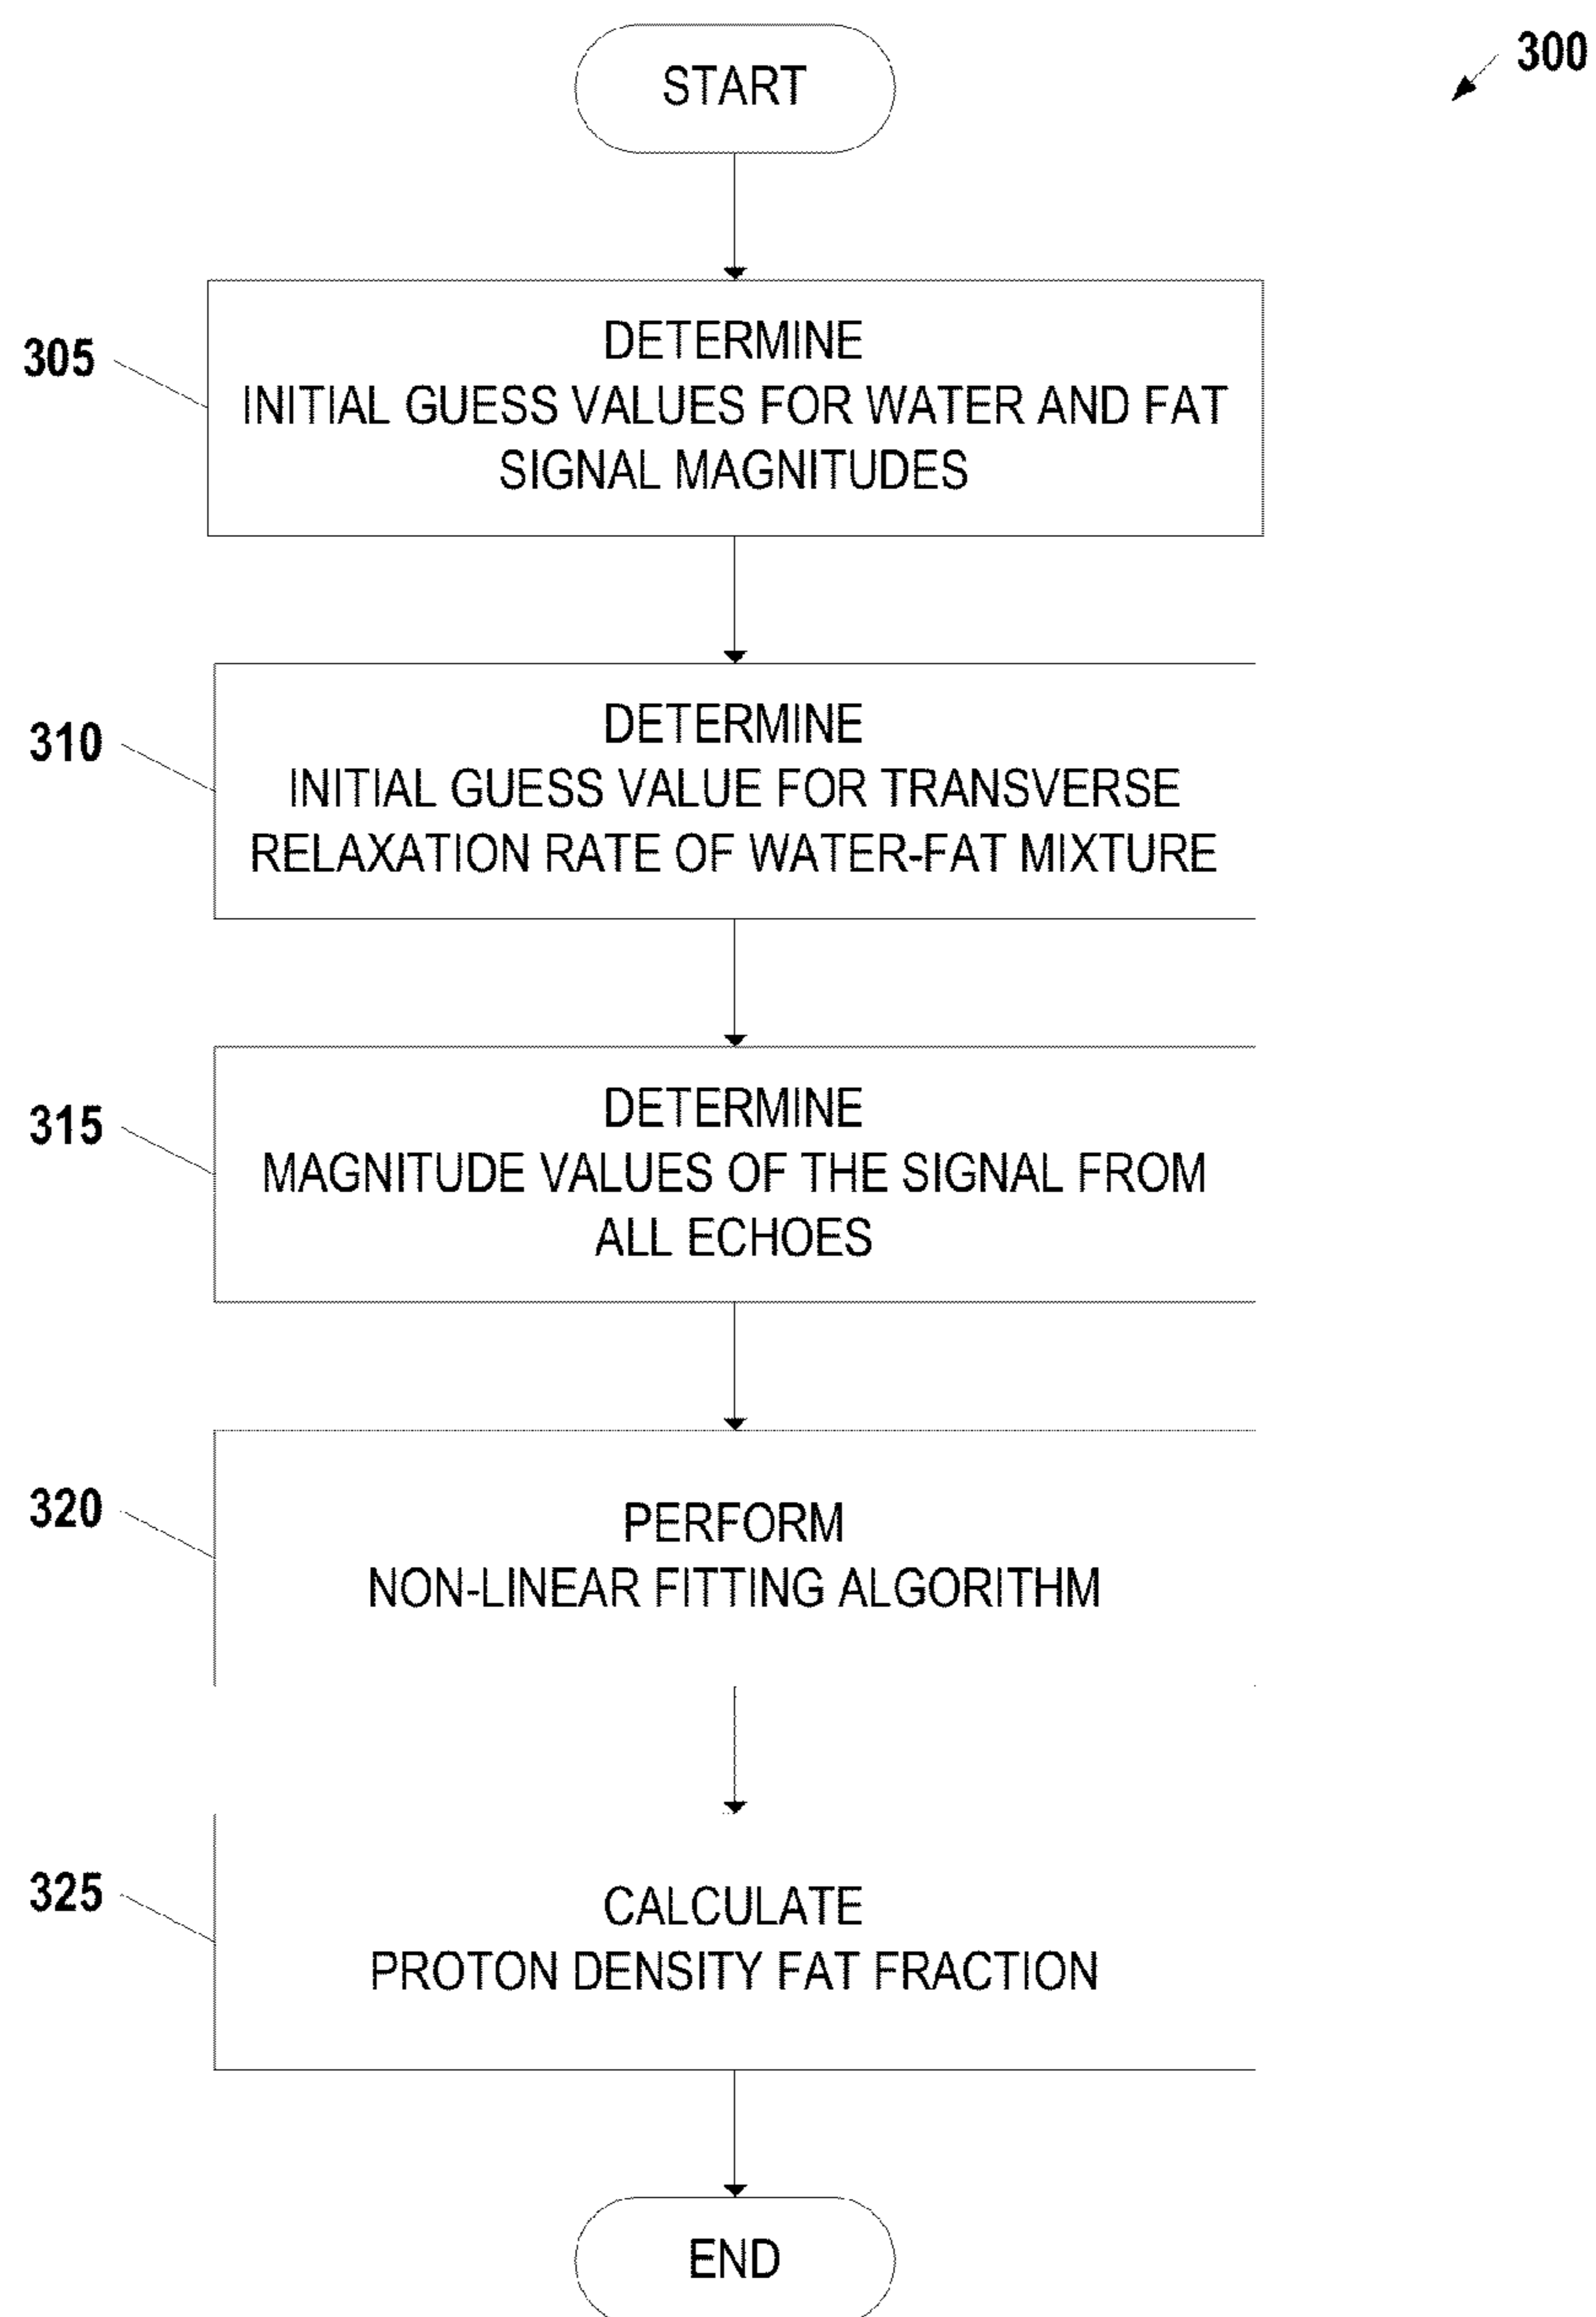 300
START
305
DETERMINE
INITIAL GUESS VALUES FOR WATER AND FAT
SIGNAL MAGNITUDES
310
DETERMINE
INITIAL GUESS VALUE FOR TRANSVERSE
RELAXATION RATE OF WATER-FAT MIXTURE
315
DETERMINE
MAGNITUDE VALUES OF THE SIGNAL FROM
ALL ECHOES
320
PERFORM
NON-LINEAR FITTING ALGORITHM
325
CALCULATE
PROTON DENSITY FAT FRACTION
END